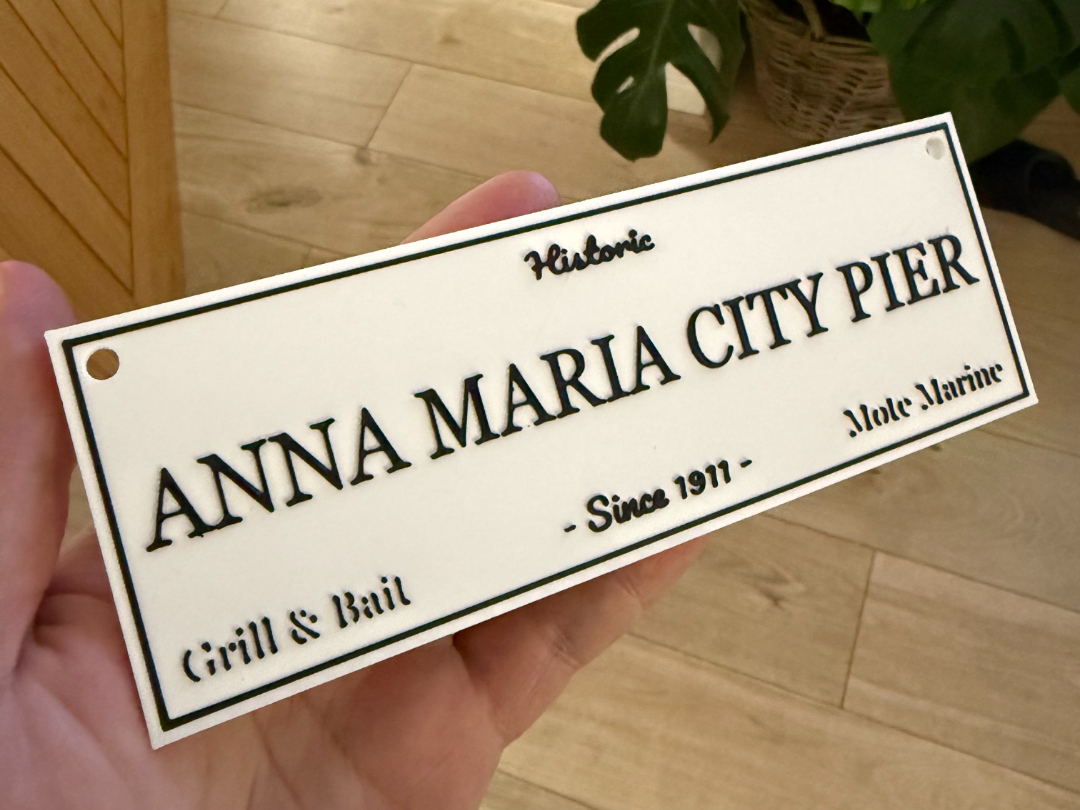 Historic
ANNA MARIA CITY PIER
- Since 1911 -
Grill & Bait
Mote Marine